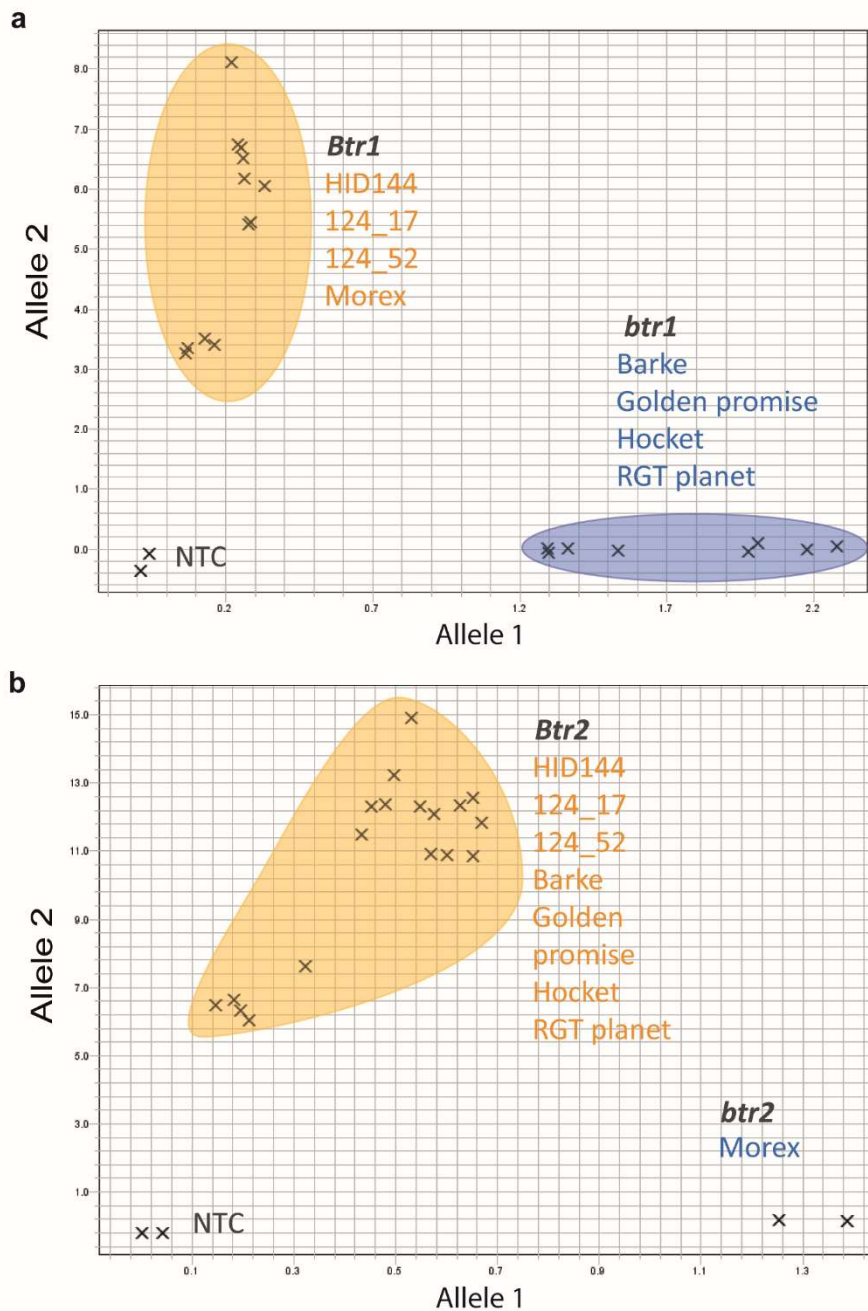 a
8.0
7.0
6.0
5.0
4.0
3.0
2.0
1.0
0.0
Allele 2
Btr1
HID144
124_17
124_52
Morex
btr1
Barke
Golden promise
Hocket
RGT planet
NTC
0.2
0.7
1.2
1.7
2.2
Allele 1
b
15.0
13.0
11.0
9.0
7.0
5.0
3.0
1.0
Allele 2
Btr2
HID144
124_17
124_52
Barke
Golden
promise
Hocket
RGT planet
btr2
Morex
NTC
0.1
0.3
0.5
0.7
0.9
1.1
1.3
Allele 1